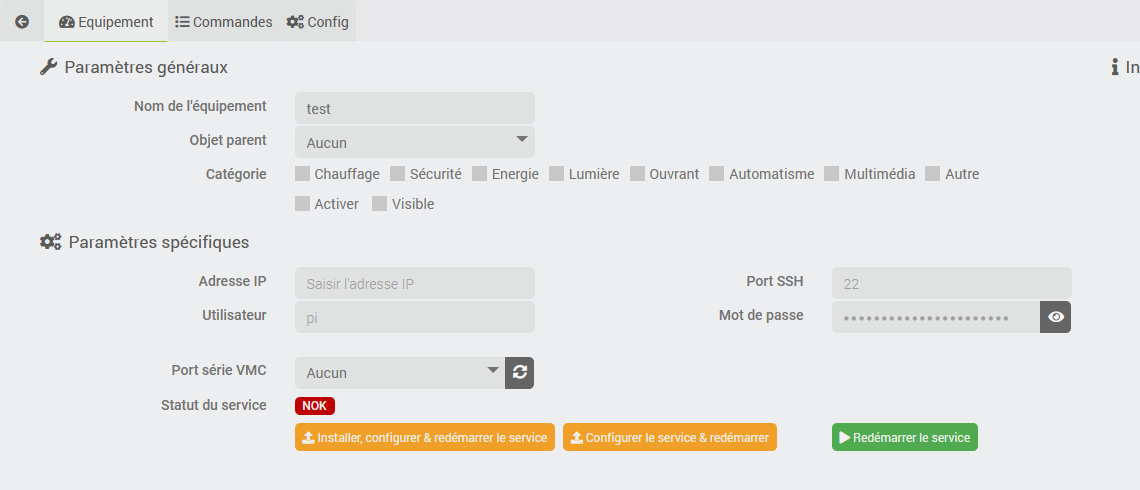 Equipement Commandes Config
Paramètres généraux In
Nom de l'équipement test
Objet parent Aucun
Catégorie Chauffage Sécurité Energie Lumière Ouvrant Automatisme Multimédia Autre
Activer Visible
Paramètres spécifiques
Adresse IP Saisir l'adresse IP Port SSH 22
Utilisateur pi Mot de passe
Port série VMC Aucun
Statut du service NOK
Installer, configurer & redémarrer le service Configurer le service & redémarrer Redémarrer le service